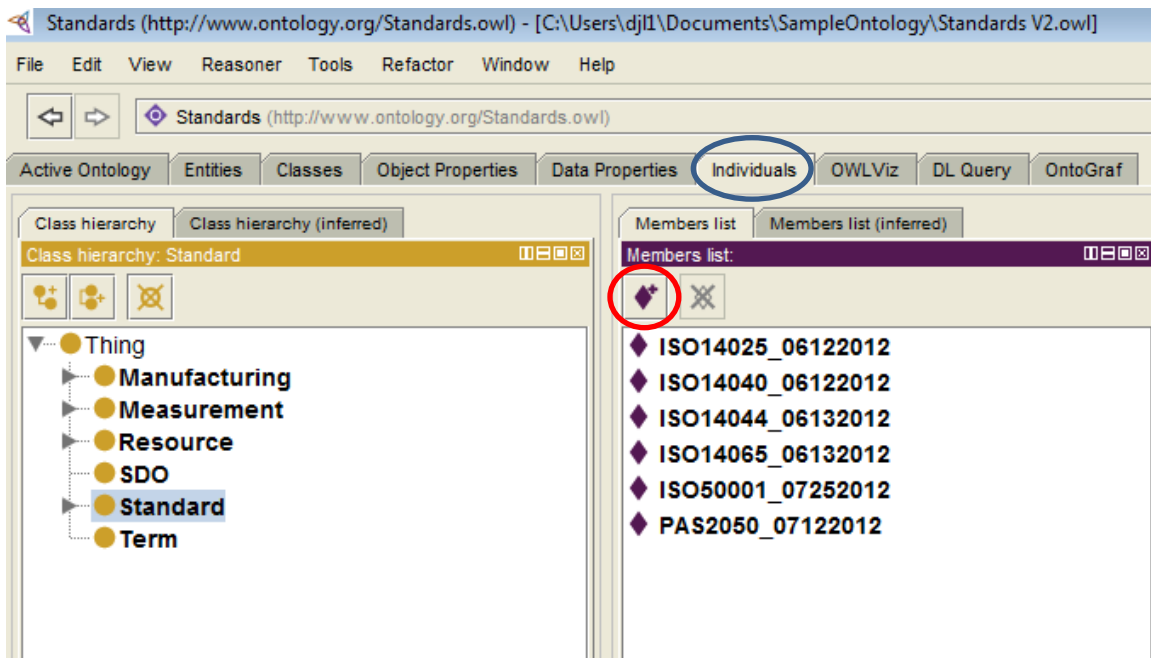 Standards (http://www.ontology.org/Standards.owl) - [C:\Users\djl1\Documents\SampleOntology\Standards V2.owl]
File Edit View Reasoner Tools Refactor Window Help
Standards (http://www.ontology.org/Standards.owl)
Active Ontology Entities Classes Object Properties Data Properties Individuals OWLViz DL Query OntoGraf
Class hierarchy Class hierarchy (inferred)
Class hierarchy: Standard
Thing
Manufacturing
Measurement
Resource
SDO
Standard
Term
Members list Members list (inferred)
Members list:
ISO14025_06122012
ISO14040_06122012
ISO14044_06132012
ISO14065_06132012
ISO50001_07252012
PAS2050_07122012